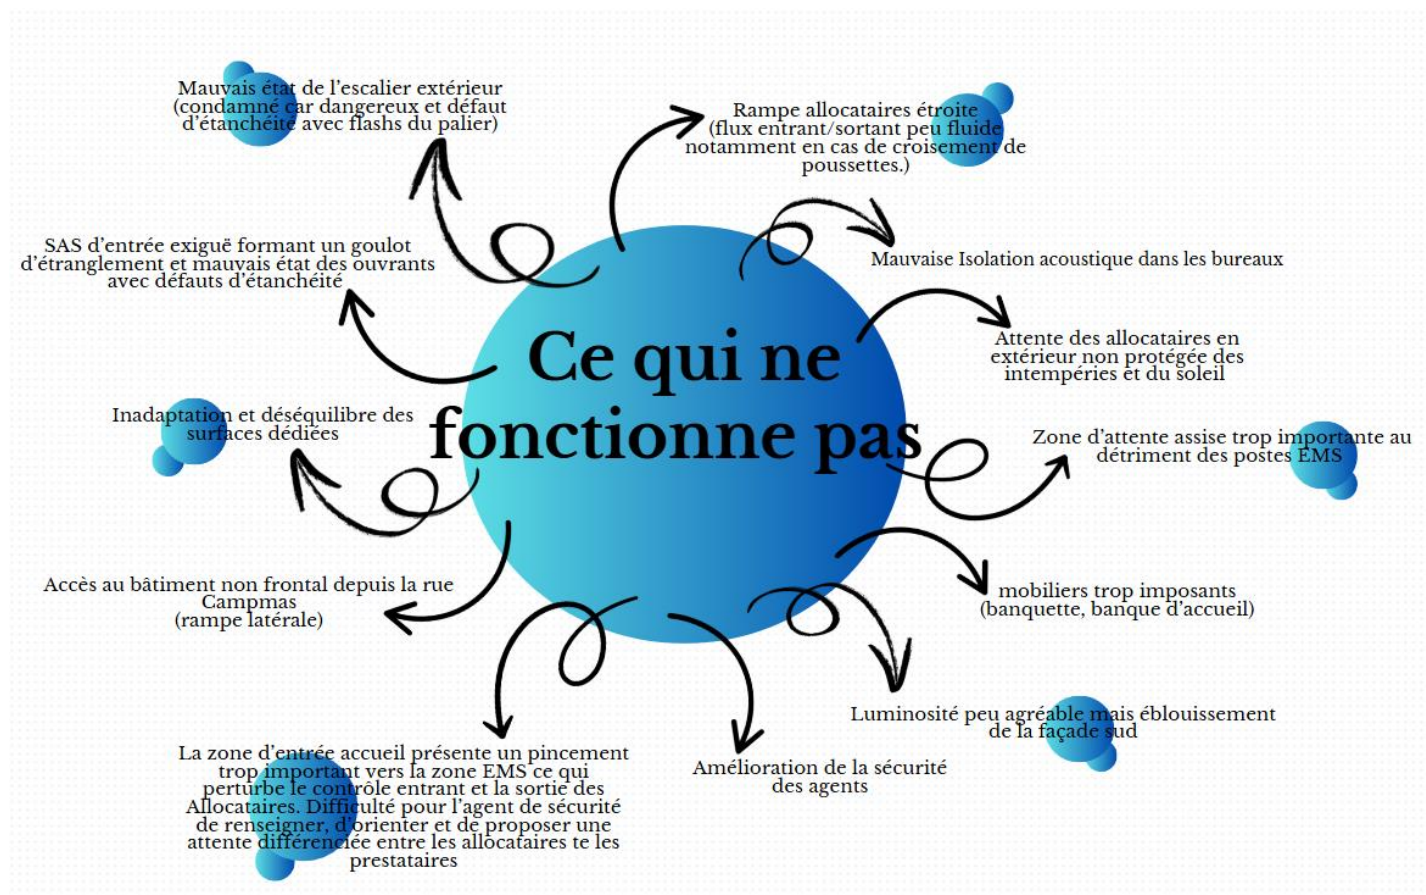 Mauvais état de l'escalier extérieur
(condamné car dangereux et défaut
d'étanchéité avec flashs du palier)
Rampe allocataires étroite
(flux entrant/sortant peu fluide
notamment en cas de croisement de
poussettes.)
SAS d'entrée exiguë formant un goulot
d'étranglement et mauvais état des ouvrants
avec défauts d'étanchéité
Mauvaise Isolation acoustique dans les bureaux
Attente des allocataires en
extérieur non protégée des
intempéries et du soleil
Ce qui ne
fonctionne pas
Inadaptation et déséquilibre des
surfaces dédiées
Zone d'attente assise trop importante au
détriment des postes EMS
Accès au bâtiment non frontal depuis la rue
Campmas
(rampe latérale)
mobiliers trop imposants
(banquette, banque d'accueil)
Luminosité peu agréable mais éblouissement
de la façade sud
La zone d'entrée accueil présente un pincement
trop important vers la zone EMS ce qui
perturbe le contrôle entrant et la sortie des
Allocataires. Difficulté pour l'agent de sécurité
de renseigner, d'orienter et de proposer une
attente différenciée entre les allocataires te les
prestataires
Amélioration de la sécurité
des agents